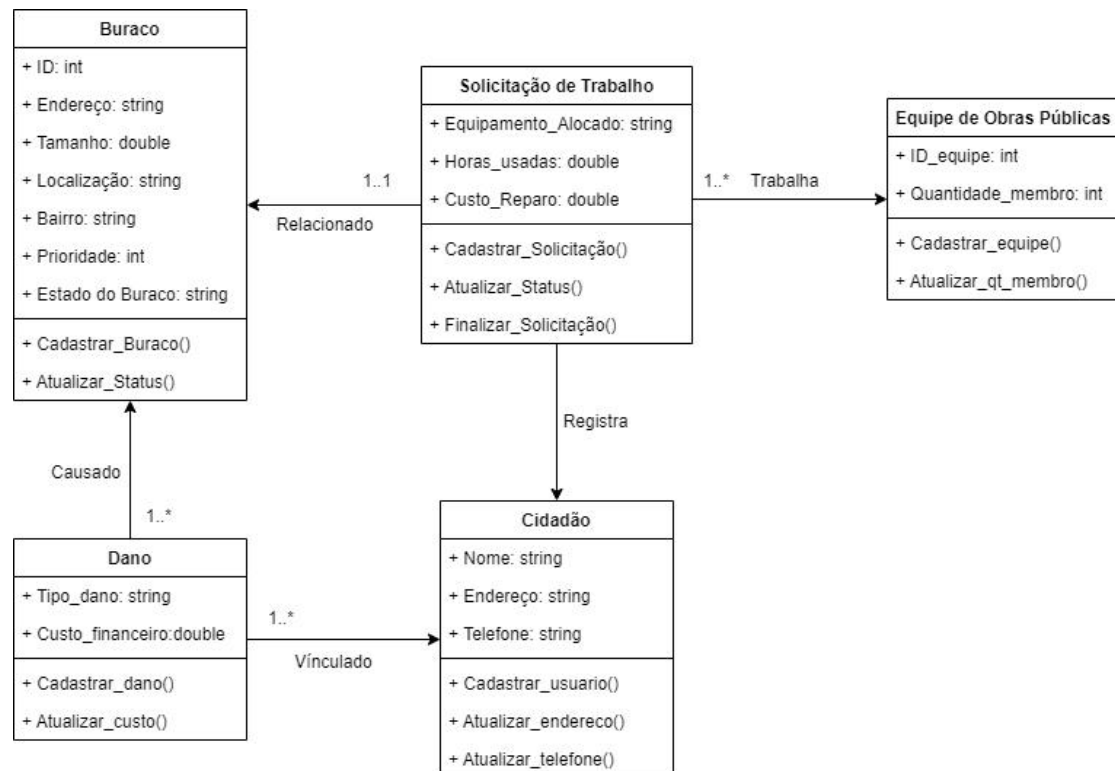 Buraco
+ ID: int
+ Endereço: string
+ Tamanho: double
+ Localização: string
+ Bairro: string
+ Prioridade: int
+ Estado do Buraco: string
+ Cadastrar_Buraco()
+ Atualizar_Status()
1..1
Relacionado
Solicitação de Trabalho
+ Equipamento_Alocado: string
+ Horas_usadas: double
+ Custo_Reparo: double
+ Cadastrar_Solicitação()
+ Atualizar_Status()
+ Finalizar_Solicitação()
1..* Trabalha
Equipe de Obras Públicas
+ ID_equipe: int
+ Quantidade_membro: int
+ Cadastrar_equipe()
+ Atualizar_qt_membro()
Registra
Causado
1..*
Dano
+ Tipo_dano: string
+ Custo_financeiro:double
+ Cadastrar_dano()
+ Atualizar_custo()
1..*
Vínculado
Cidadão
+ Nome: string
+ Endereço: string
+ Telefone: string
+ Cadastrar_usuario()
+ Atualizar_endereco()
+ Atualizar_telefone()